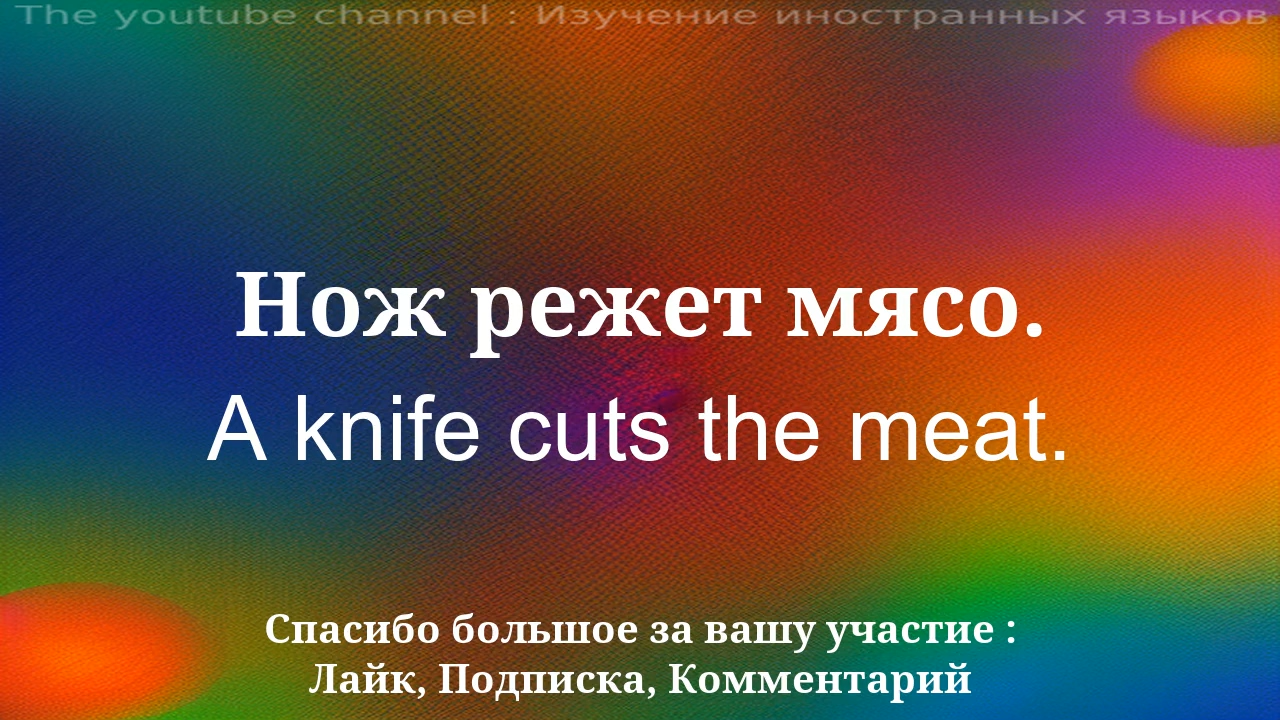 The youtube channel : Изучение иностранных языков
Нож режет мясо.
A knife cuts the meat.
Спасибо большое за вашу участие :
Лайк, Подписка, Комментарий